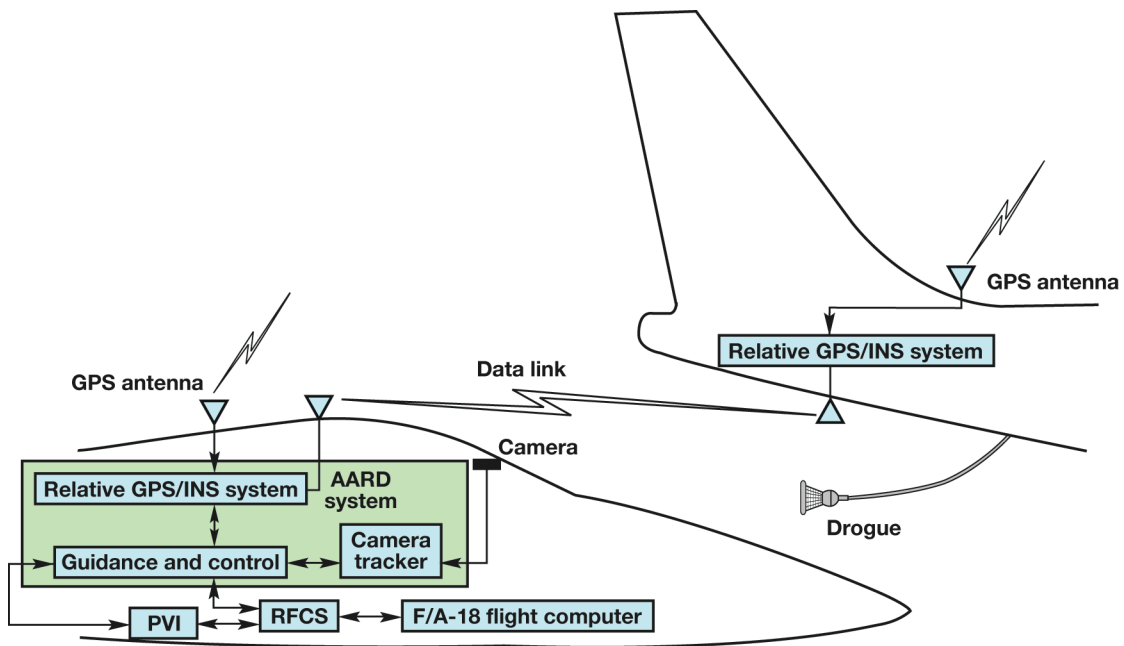 GPS antenna
Relative GPS/INS system
Data link
GPS antenna
Camera
AARD
system
Relative GPS/INS system
Drogue
Camera
tracker
Guidance and control
RFCS
F/A-18 flight computer
PVI